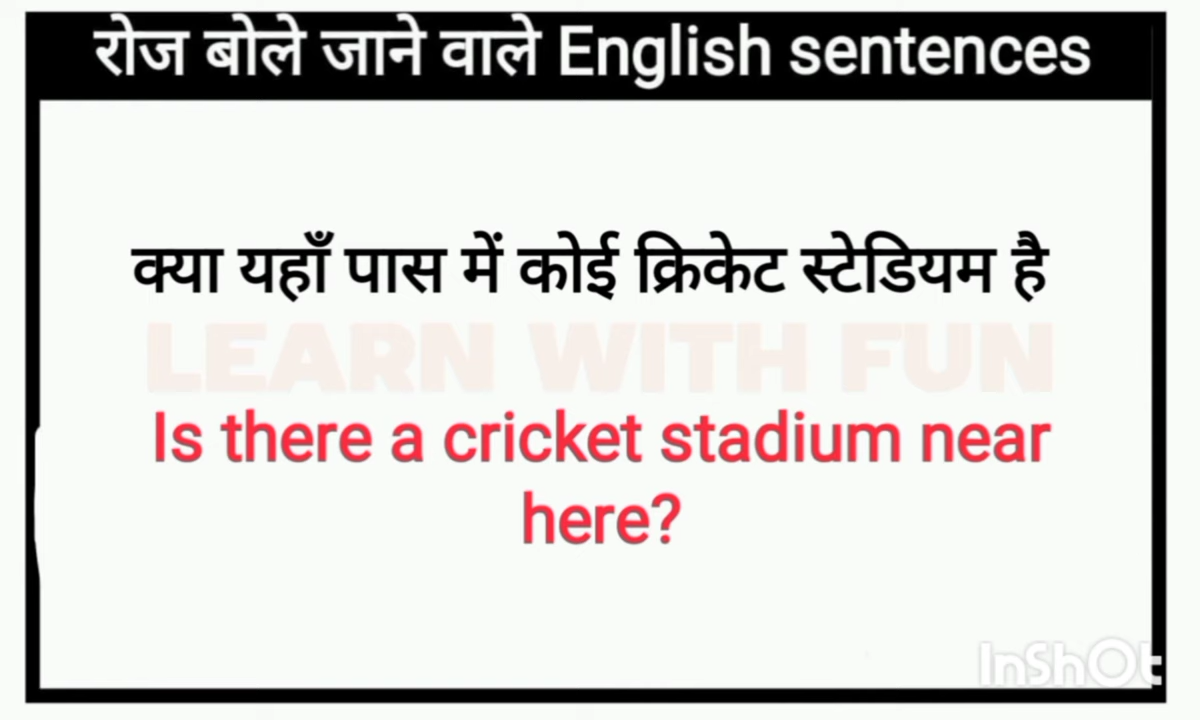 रोज बोले जाने वाले English sentences
क्या यहाँ पास में कोई क्रिकेट स्टेडियम है
LEARN WITH FUN
Is there a cricket stadium near
here?
InShOt